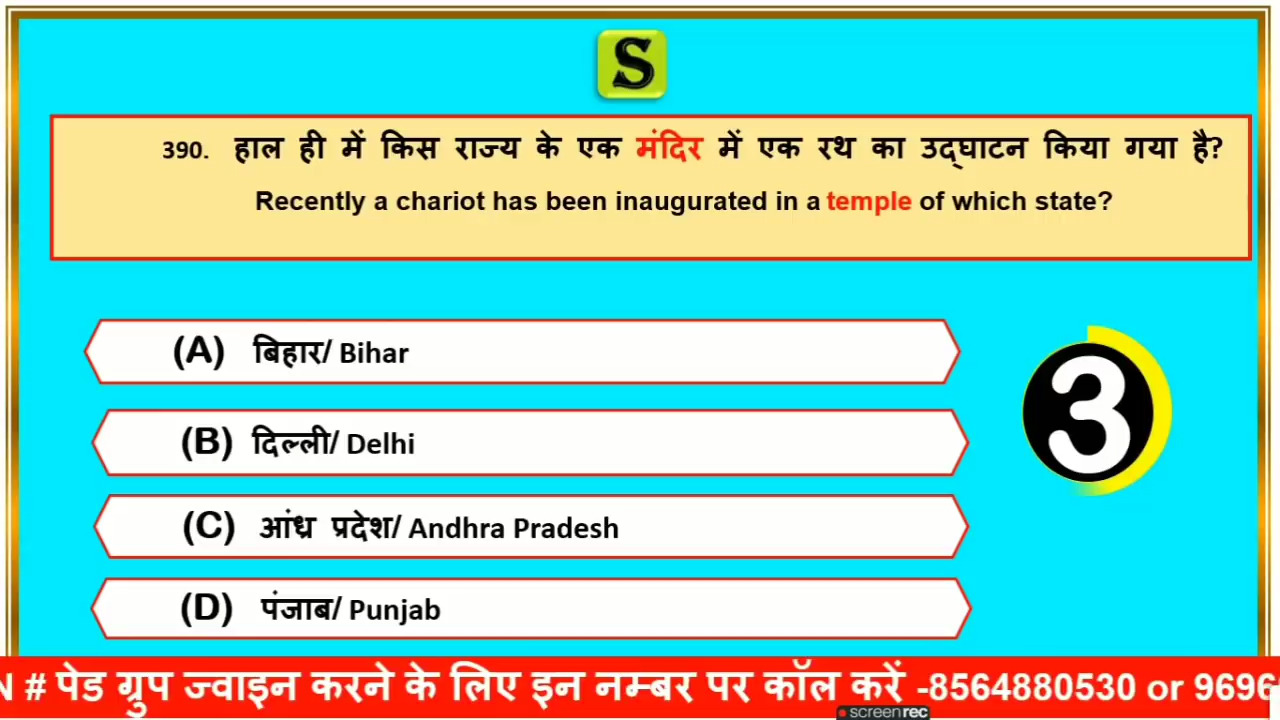 S
390. हाल ही में किस राज्य के एक मंदिर में एक रथ का उद्घाटन किया गया है?
Recently a chariot has been inaugurated in a temple of which state?
(A) बिहार/ Bihar
3
(B) दिल्ली/ Delhi
(C) आंध्र प्रदेश/ Andhra Pradesh
(D) पंजाब/ Punjab
N # पेड ग्रुप ज्वाइन करने के लिए इन नम्बर पर कॉल करें -8564880530 or 9696
screenrec